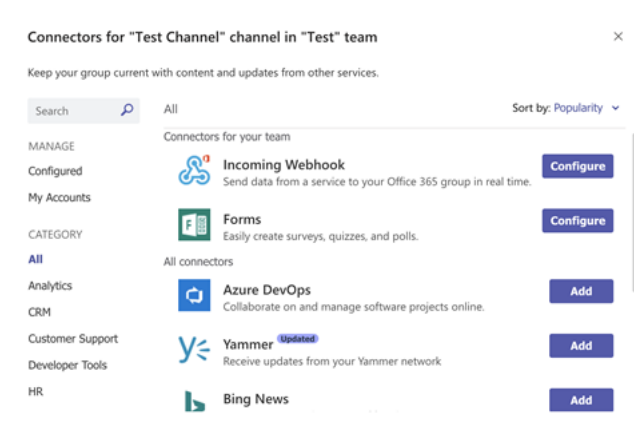 Connectors for "Test Channel" channel in "Test" team
Keep your group current with content and updates from other services.
Search
All
Sort by: Popularity
MANAGE
Configured
My Accounts
CATEGORY
All
Analytics
CRM
Customer Support
Developer Tools
HR
Connectors for your team
Incoming Webhook
Send data from a service to your Office 365 group in real time.
Configure
Forms
Easily create surveys, quizzes, and polls.
Configure
All connectors
Azure DevOps
Collaborate on and manage software projects online.
Add
Yammer Updated
Receive updates from your Yammer network
Add
Bing News
Add